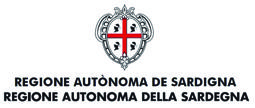 REGIONE AUTÒNOMA DE SARDIGNA
REGIONE AUTONOMA DELLA SARDEGNA